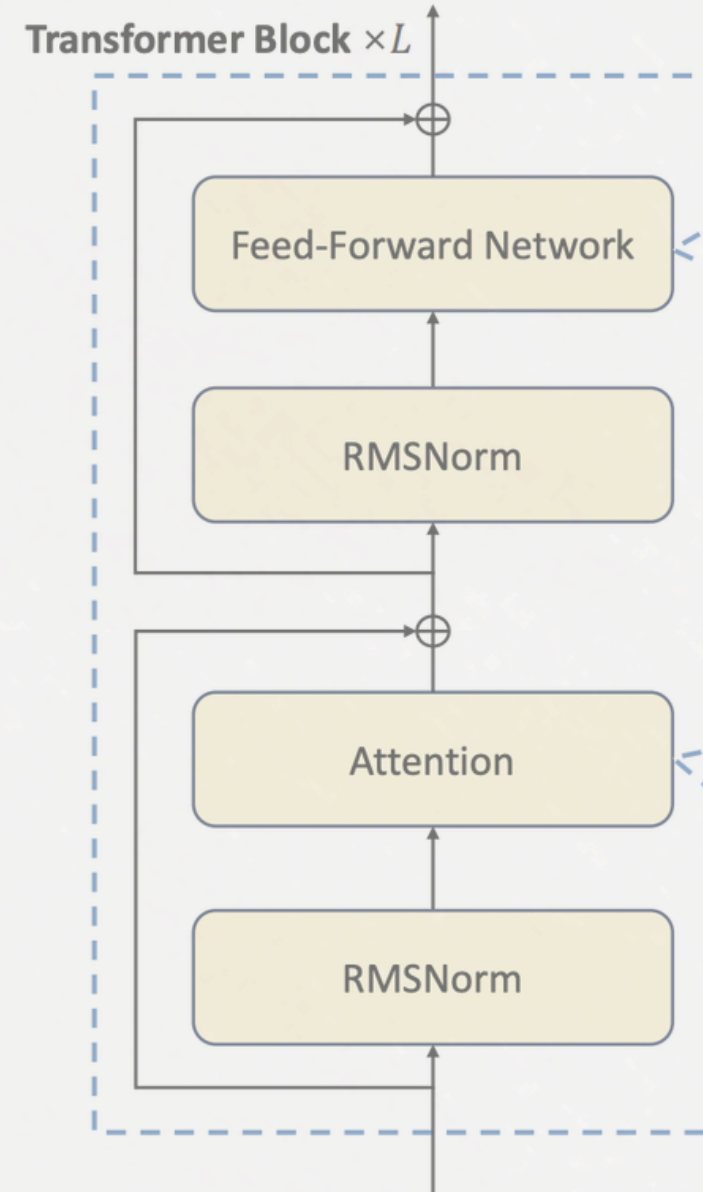 Transformer Block ×L
Feed-Forward Network
RMSNorm
Attention
RMSNorm